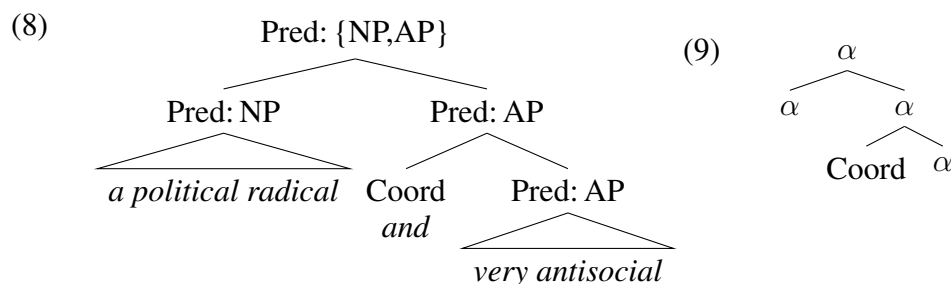 (8) Pred: {NP,AP}
Pred: NP Pred: AP
a political radical Coord Pred: AP
and
very antisocial
(9) α
α α
Coord α